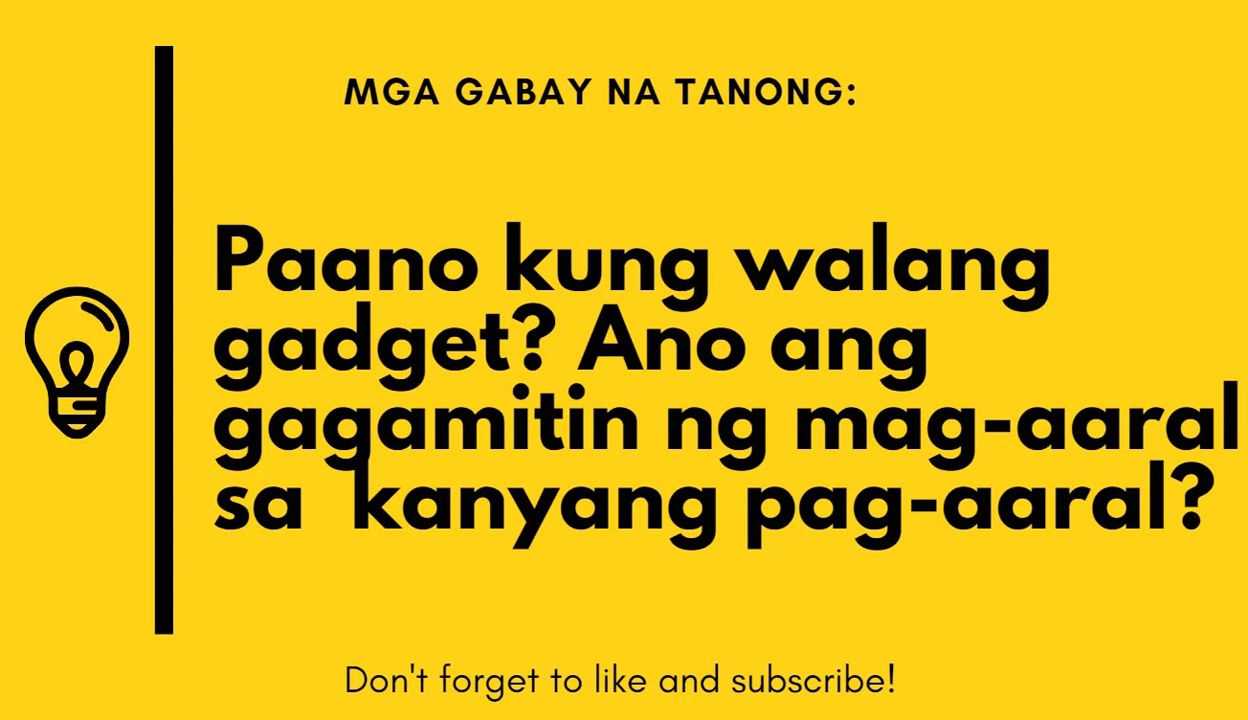 MGA GABAY NA TANONG:
Paano kung walang
gadget? Ano ang
gagamitin ng mag-aaral
sa kanyang pag-aaral?
Don't forget to like and subscribe!